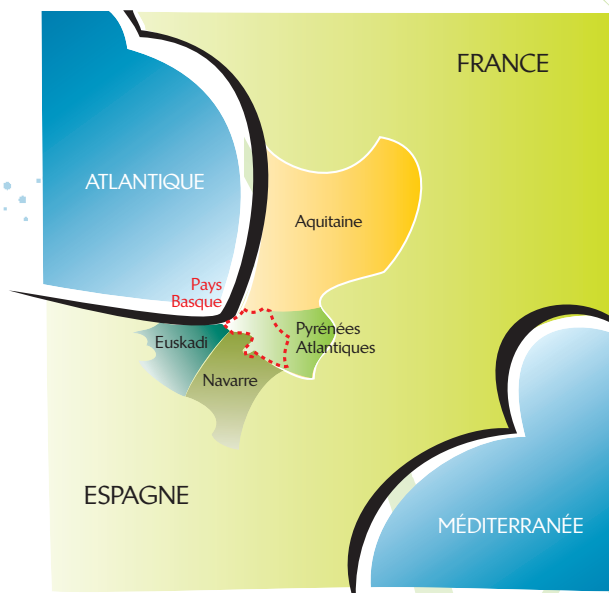 FRANCE
ATLANTIQUE
Aquitaine
Pays
Basque
Euskadi
Pyrénées
Atlantiques
Navarre
ESPAGNE
MÉDITERRANÉE